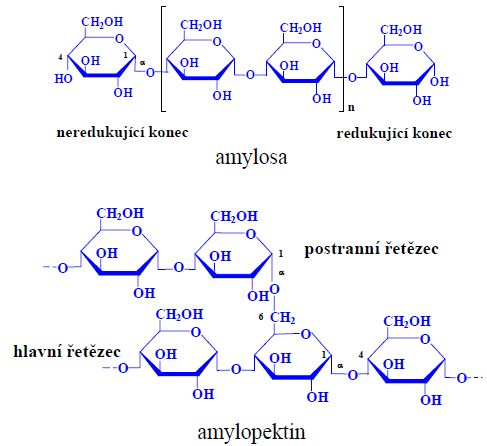 CH₂OH CH₂OH CH₂OH CH₂OH
O O O O
4 OH 1 α OH OH OH
HO O O O OH
OH OH OH OH
n
neredukující konec redukující konec
amylosa
CH₂OH CH₂OH
O O
OH OH 1 postranní řetězec
O O α
OH OH O
CH₂OH 6 CH₂ CH₂OH
O O O
hlavní řetězec OH OH 1 α 4 OH
O O O O
OH OH OH
amylopektin